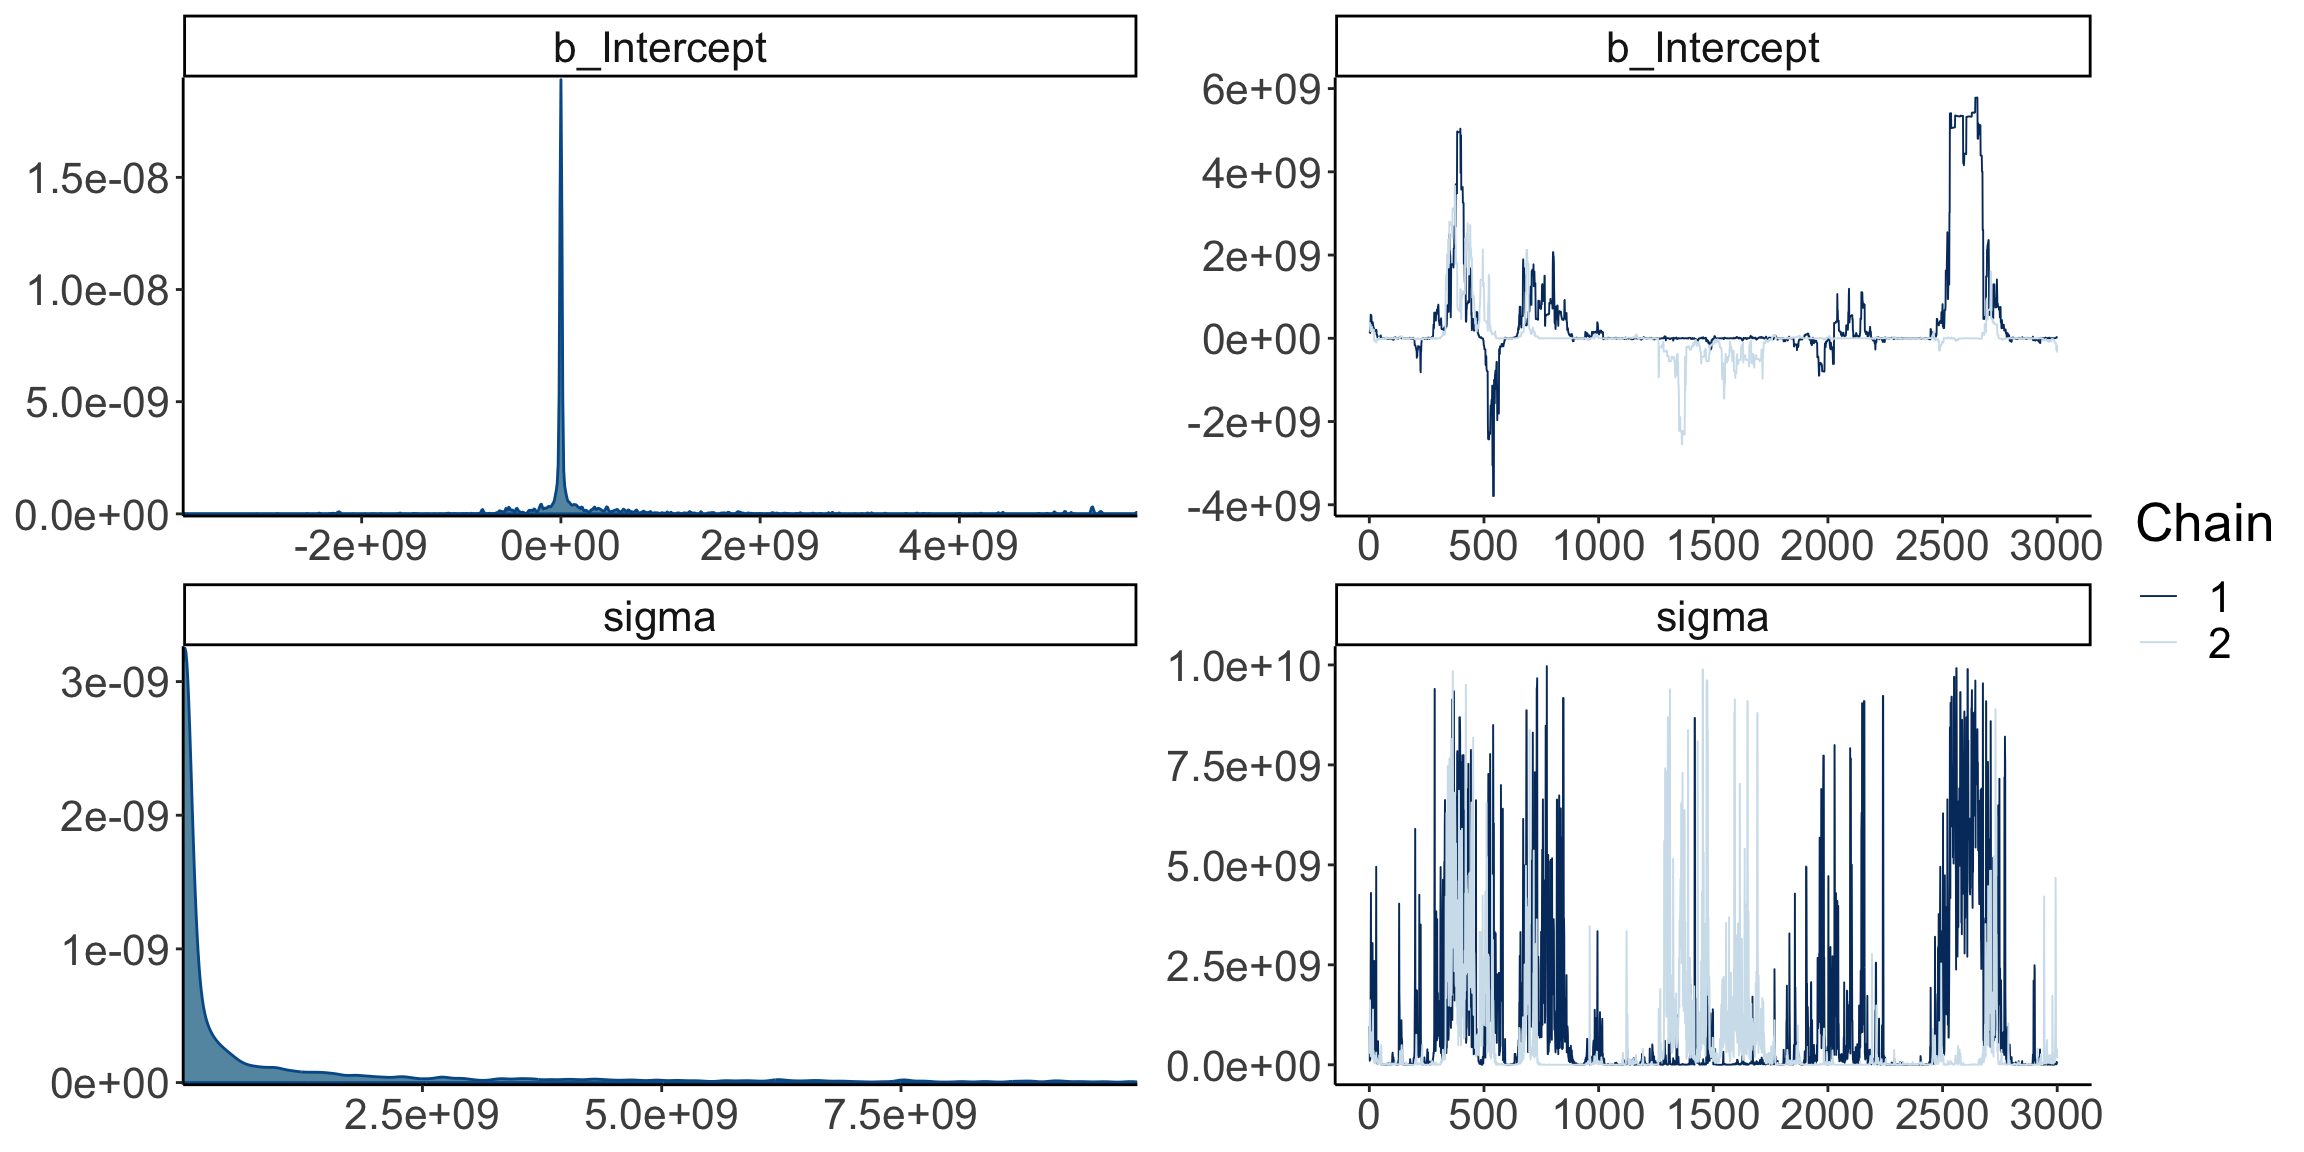 b_Intercept
1.5e-08
1.0e-08
5.0e-09
0.0e+00
-2e+09 0e+00 2e+09 4e+09
b_Intercept
6e+09
4e+09
2e+09
0e+00
-2e+09
-4e+09
0 500 1000 1500 2000 2500 3000
sigma
3e-09
2e-09
1e-09
0e+00
2.5e+09 5.0e+09 7.5e+09
sigma
1.0e+10
7.5e+09
5.0e+09
2.5e+09
0.0e+00
0 500 1000 1500 2000 2500 3000
Chain
1
2